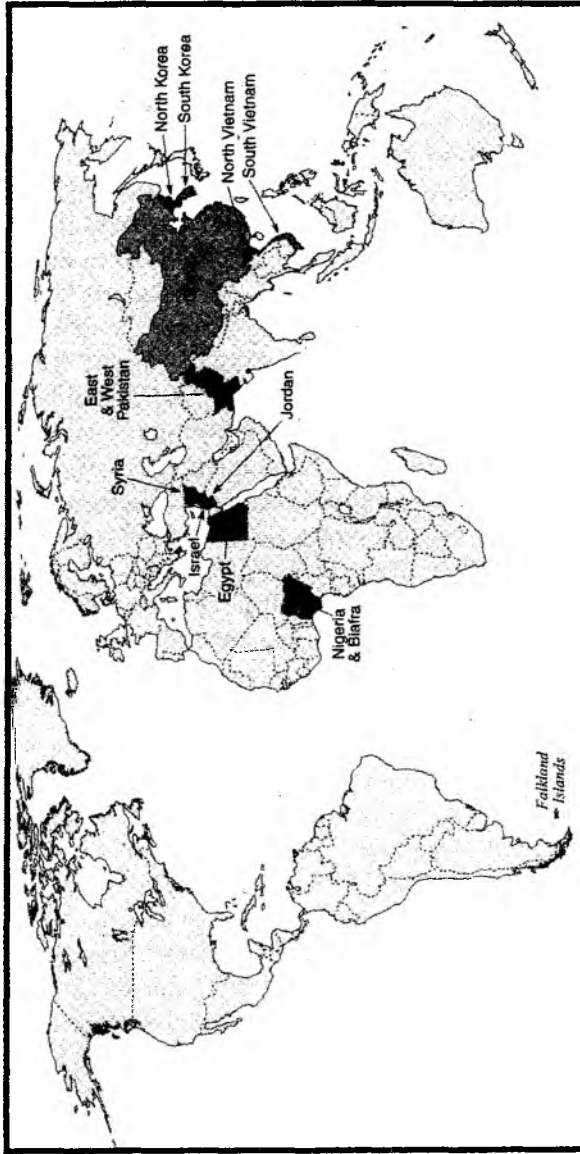 North Korea
South Korea
North Vietnam
South Vietnam
East
& West
Pakistan
Jordan
Syria
Israel
Egypt
Nigeria
& Biafra
Falkland
Islands